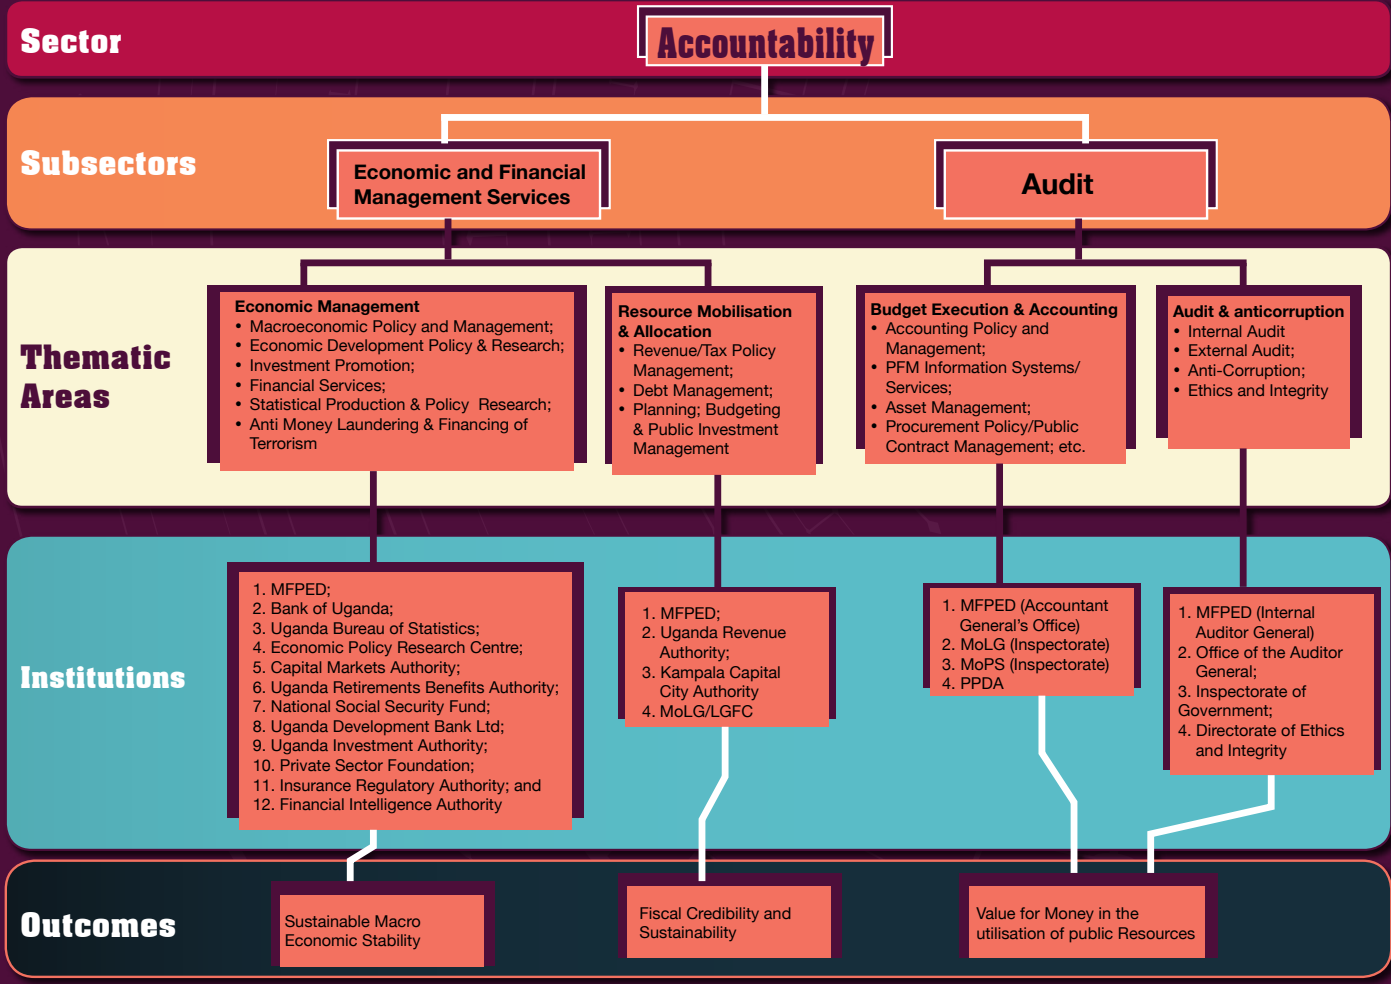 Sector
Accountability
Subsectors
Economic and Financial
Management Services
Audit
Thematic
Areas
Economic Management
• Macroeconomic Policy and Management;
• Economic Development Policy & Research;
• Investment Promotion;
• Financial Services;
• Statistical Production & Policy Research;
• Anti Money Laundering & Financing of
Terrorism
Resource Mobilisation
& Allocation
• Revenue/Tax Policy
Management;
• Debt Management;
• Planning; Budgeting
& Public Investment
Management
Budget Execution & Accounting
• Accounting Policy and
Management;
• PFM Information Systems/
Services;
• Asset Management;
• Procurement Policy/Public
Contract Management; etc.
Audit & anticorruption
• Internal Audit
• External Audit;
• Anti-Corruption;
• Ethics and Integrity
Institutions
1. MFPED;
2. Bank of Uganda;
3. Uganda Bureau of Statistics;
4. Economic Policy Research Centre;
5. Capital Markets Authority;
6. Uganda Retirements Benefits Authority;
7. National Social Security Fund;
8. Uganda Development Bank Ltd;
9. Uganda Investment Authority;
10. Private Sector Foundation;
11. Insurance Regulatory Authority; and
12. Financial Intelligence Authority
1. MFPED;
2. Uganda Revenue
Authority;
3. Kampala Capital
City Authority
4. MoLG/LGFC
1. MFPED (Accountant
General's Office)
2. MoLG (Inspectorate)
3. MoPS (Inspectorate)
4. PPDA
1. MFPED (Internal
Auditor General)
2. Office of the Auditor
General;
3. Inspectorate of
Government;
4. Directorate of Ethics
and Integrity
Outcomes
Sustainable Macro
Economic Stability
Fiscal Credibility and
Sustainability
Value for Money in the
utilisation of public Resources